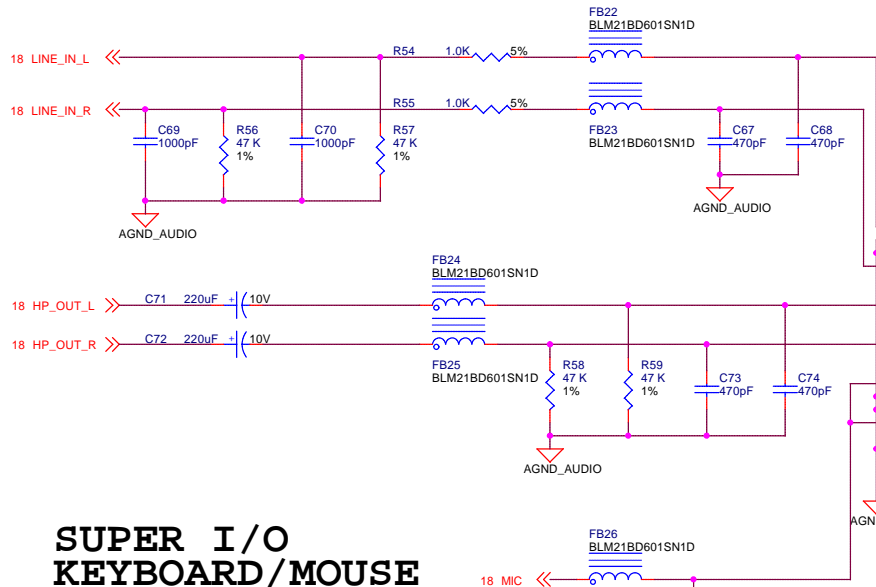 FB22
BLM21BD601SN1D
18 LINE_IN_L
R54 1.0K 5%
18 LINE_IN_R
R55 1.0K 5%
C69
1000pF
R56
47 K
1%
C70
1000pF
R57
47 K
1%
FB23
BLM21BD601SN1D
C67
470pF
C68
470pF
AGND_AUDIO
AGND_AUDIO
FB24
BLM21BD601SN1D
18 HP_OUT_L
C71 220uF + 10V
18 HP_OUT_R
C72 220uF + 10V
FB25
BLM21BD601SN1D
R58
47 K
1%
R59
47 K
1%
C73
470pF
C74
470pF
AGND_AUDIO
AGN
SUPER I/O
KEYBOARD/MOUSE
FB26
BLM21BD601SN1D
18 MIC